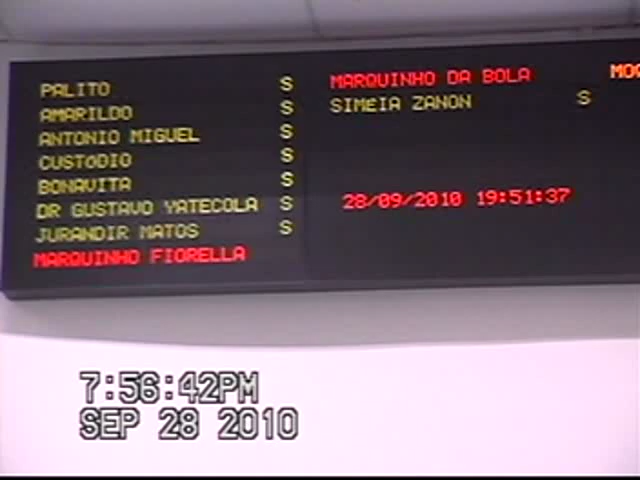 PALITO S
AMARILDO S
ANTONIO MIGUEL S
CUSTODIO S
BONAVITA S
DR GUSTAVO YATECOLA S
JURANDIR MATOS S
MARQUINHO FIORELLA
MARQUINHO DA BOLA
SIMEIA ZANON S
28/09/2010 19:51:37
7:56:42PM
SEP 28 2010